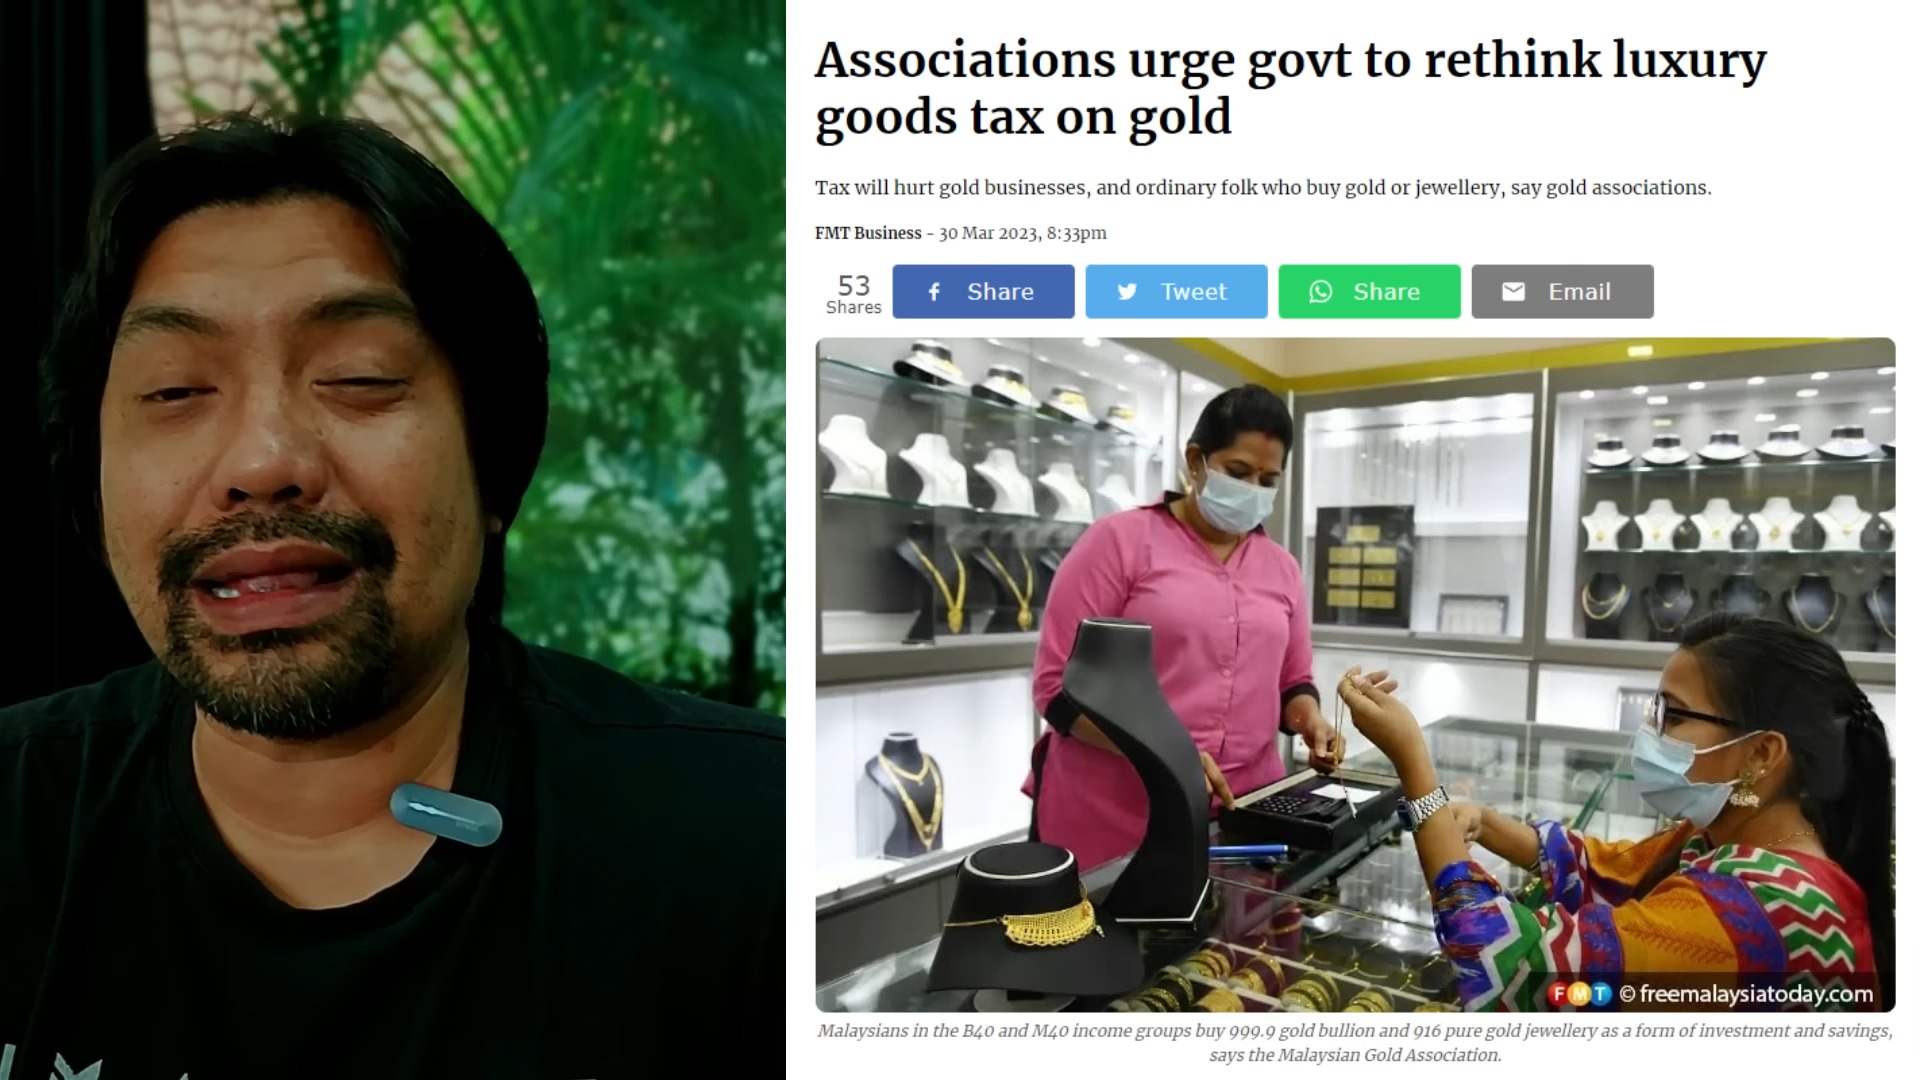 Associations urge govt to rethink luxury
goods tax on gold
Tax will hurt gold businesses, and ordinary folk who buy gold or jewellery, say gold associations.
FMT Business - 30 Mar 2023, 8:33pm
53
Shares
Share
Tweet
Share
Email
FMT © freemalaysiatoday.com
Malaysians in the B40 and M40 income groups buy 999.9 gold bullion and 916 pure gold jewellery as a form of investment and savings,
says the Malaysian Gold Association.